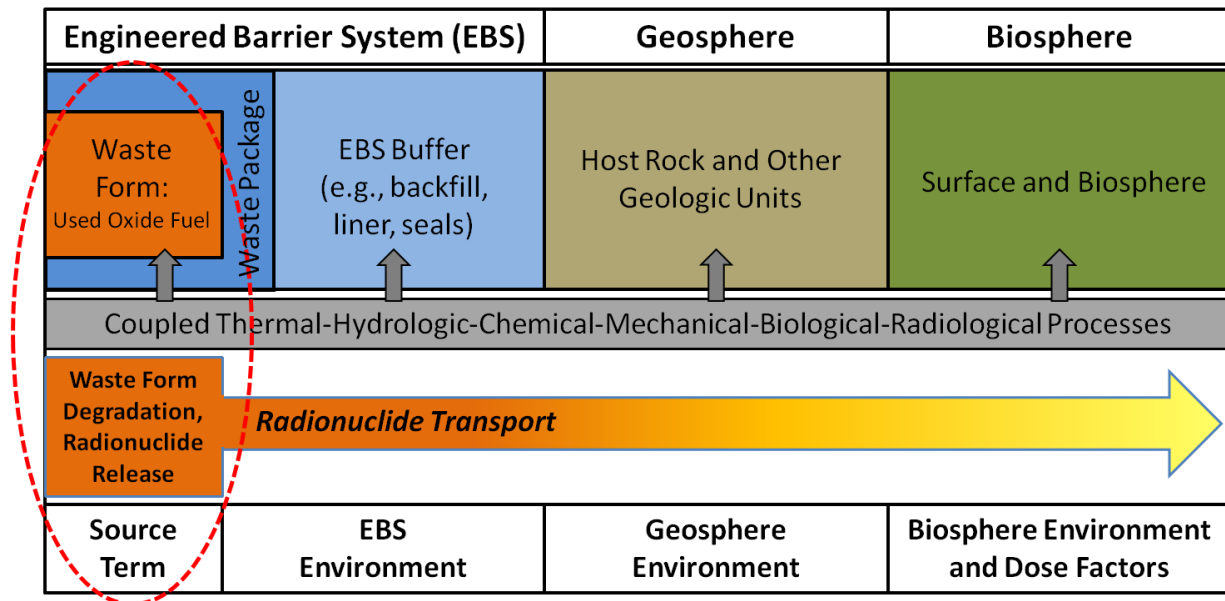 Engineered Barrier System (EBS)
Geosphere
Biosphere
Waste
Form:
Used Oxide Fuel
Waste Package
EBS Buffer
(e.g., backfill,
liner, seals)
Host Rock and Other
Geologic Units
Surface and Biosphere
Coupled Thermal-Hydrologic-Chemical-Mechanical-Biological-Radiological Processes
Waste Form
Degradation,
Radionuclide
Release
Radionuclide Transport
Source
Term
EBS
Environment
Geosphere
Environment
Biosphere Environment
and Dose Factors